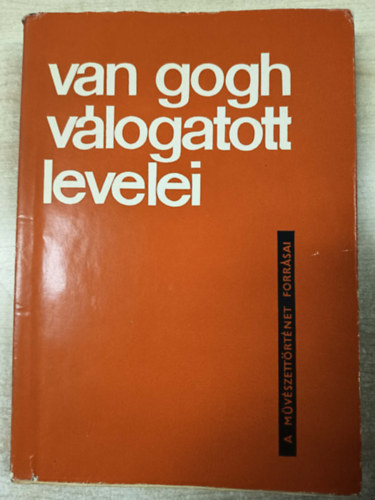 van gogh
válogatott
levelei
A MŰVÉSZETTÖRTÉNET FORRÁSAI